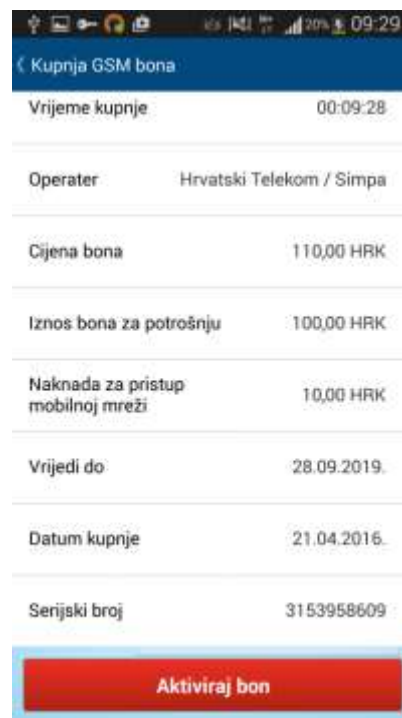 20% 09:29
Kupnja GSM bona
Vrijeme kupnje 00:09:28
Operater Hrvatski Telekom / Simpa
Cijena bona 110,00 HRK
Iznos bona za potrošnju 100,00 HRK
Naknada za pristup
mobilnoj mreži 10,00 HRK
Vrijedi do 28.09.2019.
Datum kupnje 21.04.2016.
Serijski broj 3153958609
Aktiviraj bon